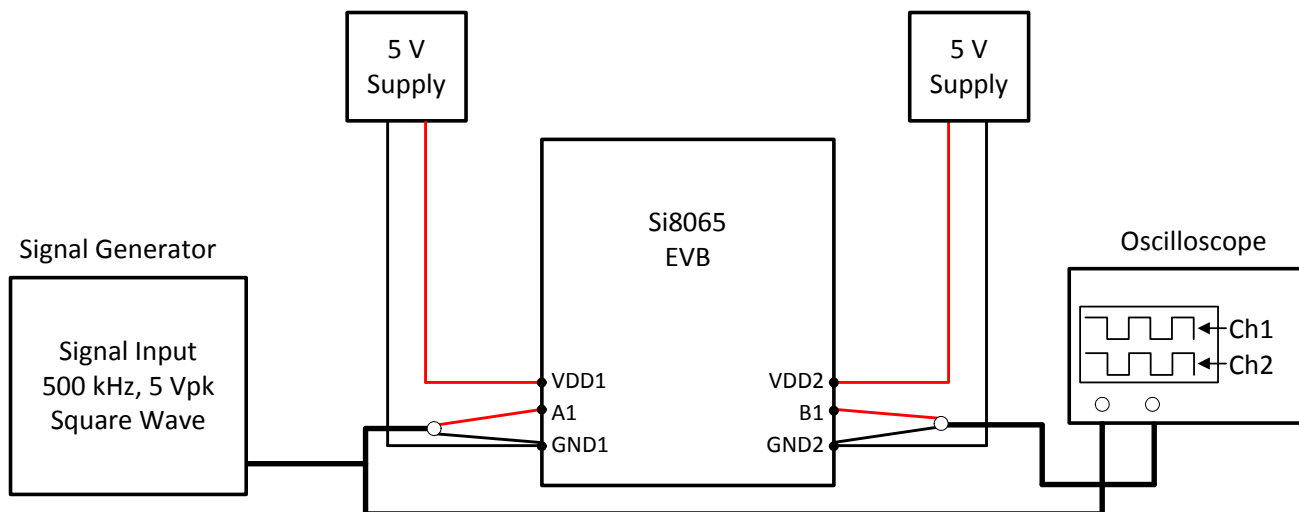 5 V
Supply
5 V
Supply
Si8065
EVB
Signal Generator
Oscilloscope
Signal Input
500 kHz, 5 Vpk
Square Wave
Ch1
Ch2
VDD1
VDD2
A1
B1
GND1
GND2